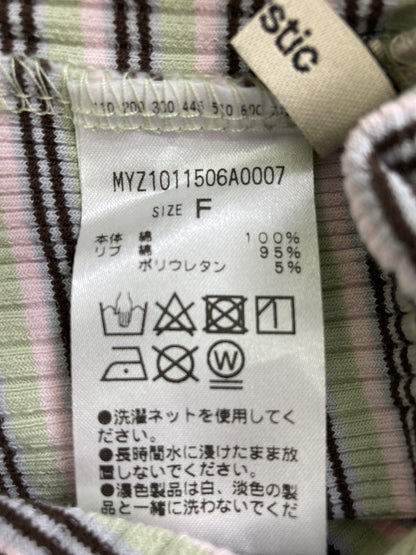 stic
110 200 300 445 510 600
MYZ1011506A0007
SIZE F
本体 綿 100%
リブ 綿 95%
ポリウレタン 5%
W
●洗濯ネットを使用してく
ださい。
●長時間水に浸けたまま放
置しないでください。
●濃色製品は白、淡色の製
品と一緒に洗わないでくだ